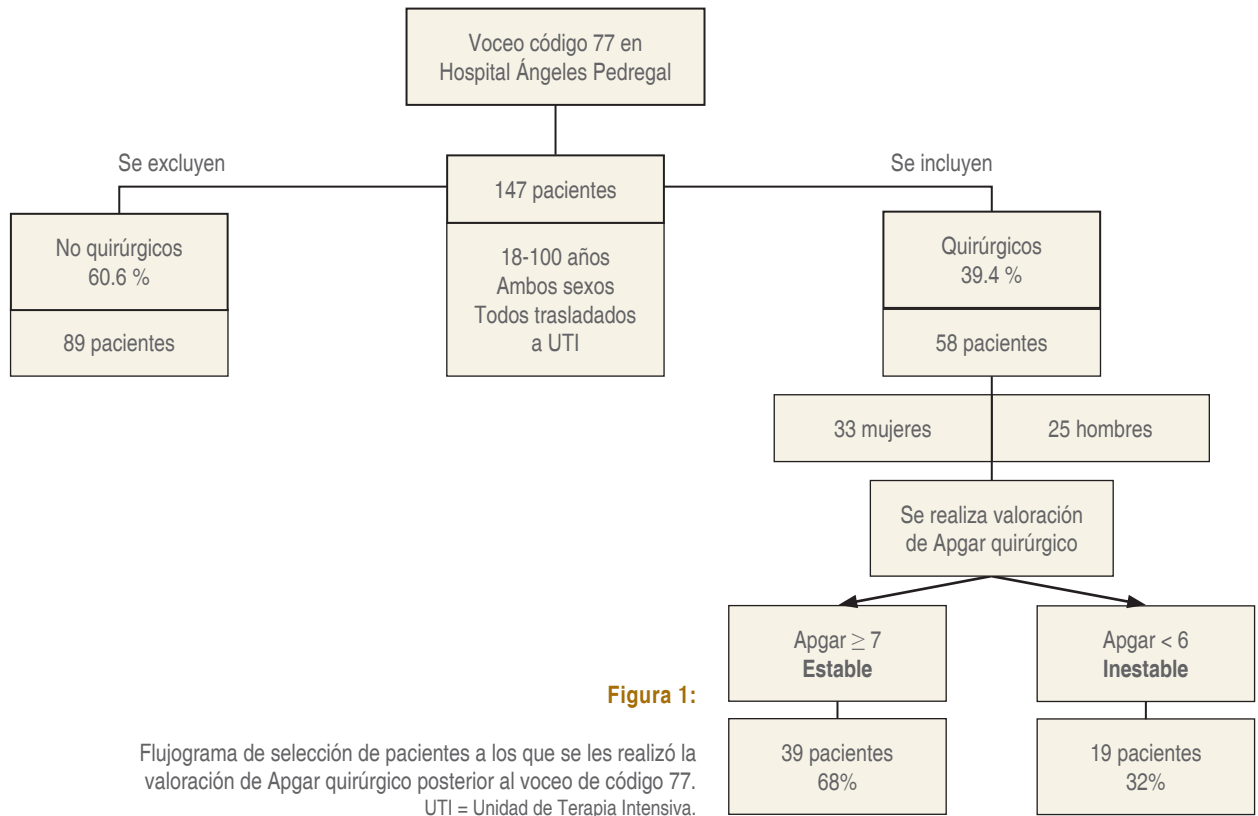 Voceo código 77 en
Hospital Ángeles Pedregal
Se excluyen
Se incluyen
147 pacientes
18-100 años
Ambos sexos
Todos trasladados
a UTI
No quirúrgicos
60.6 %
89 pacientes
Quirúrgicos
39.4 %
58 pacientes
33 mujeres
25 hombres
Se realiza valoración
de Apgar quirúrgico
Apgar ≥ 7
Estable
39 pacientes
68%
Apgar < 6
Inestable
19 pacientes
32%
Figura 1:
Flujograma de selección de pacientes a los que se les realizó la
valoración de Apgar quirúrgico posterior al voceo de código 77.
UTI = Unidad de Terapia Intensiva.